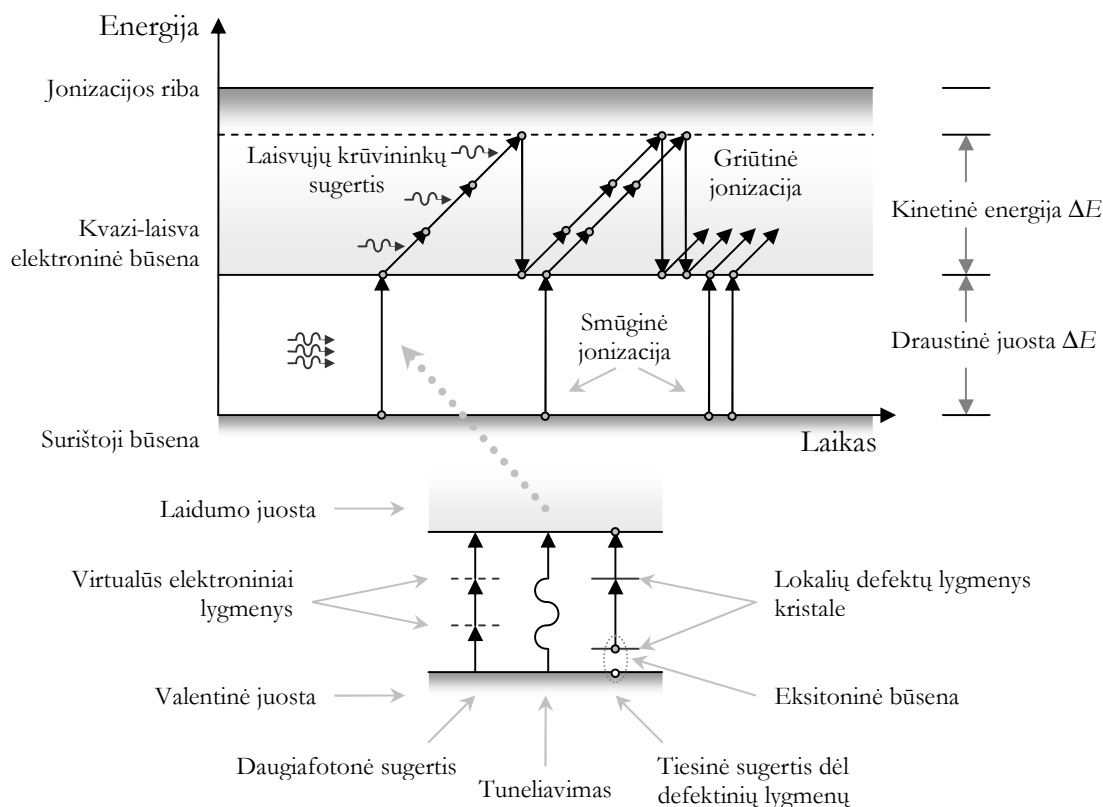 Energija
Jonizacijos riba
Laisvųjų krūvininkų
sugertis
Griūtinė
jonizacija
Kvazi-laisva
elektroninė būsena
Kinetinė energija ΔE
Smūginė
jonizacija
Draustinė juosta ΔE
Surištoji būsena
Laikas
Laidumo juosta
Virtualūs elektroniniai
lygmenys
Lokalių defektų lygmenys
kristale
Valentinė juosta
Eksitoninė būsena
Daugiafotonė sugertis
Tuneliavimas
Tiesinė sugertis dėl
defektinių lygmenų